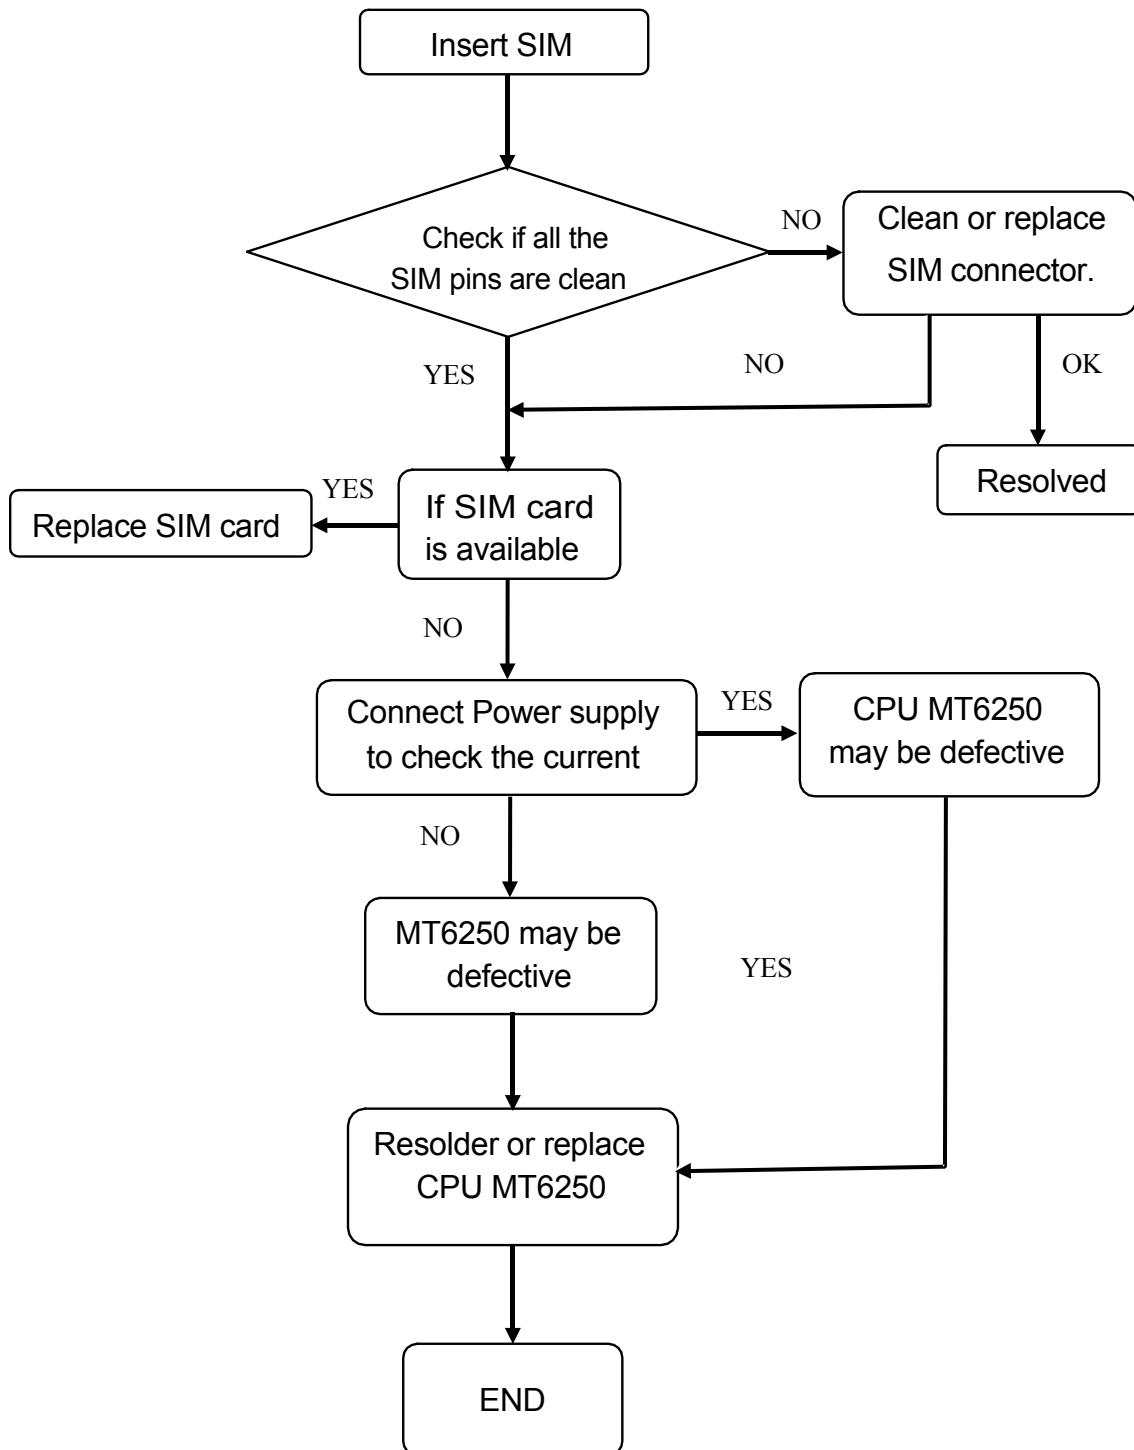 Insert SIM
Check if all the
SIM pins are clean
NO
Clean or replace
SIM connector.
YES
NO
OK
Resolved
YES
If SIM card
is available
Replace SIM card
NO
Connect Power supply
to check the current
YES
CPU MT6250
may be defective
NO
MT6250 may be
defective
YES
Resolder or replace
CPU MT6250
END